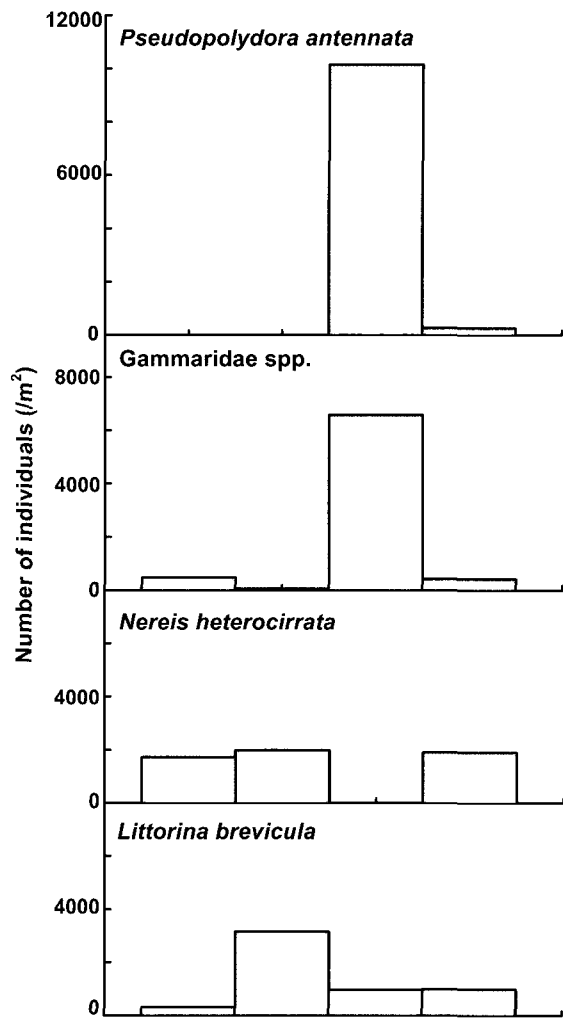 Number of individuals (/m²)
12000
Pseudopolydora antennata
6000
0
Gammaridae spp.
8000
4000
0
Nereis heterocirrata
4000
0
Littorina brevicula
4000
0